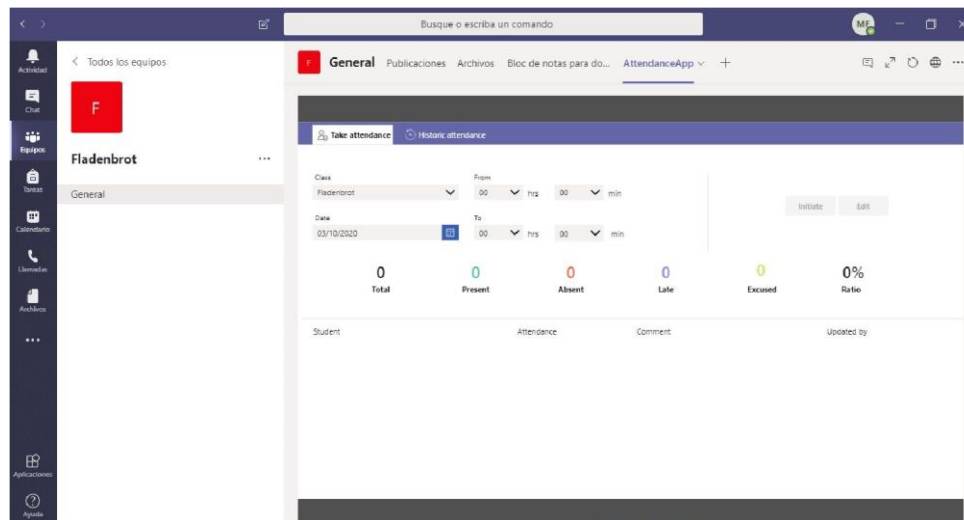 Busque o escriba un comando
MF
Actividad
Chat
Equipos
Tareas
Calendario
Llamadas
Archivos
Aplicaciones
Ayuda
Todos los equipos
F
Fladenbrot
General
F General Publicaciones Archivos Bloc de notas para do... AttendanceApp
Take attendance Historic attendance
Class From
Fladenbrot 00 hrs 00 min
Initiate Edit
Date To
03/10/2020 00 hrs 00 min
0 0 0 0 0 0%
Total Present Absent Late Excused Ratio
Student Attendance Comment Updated by